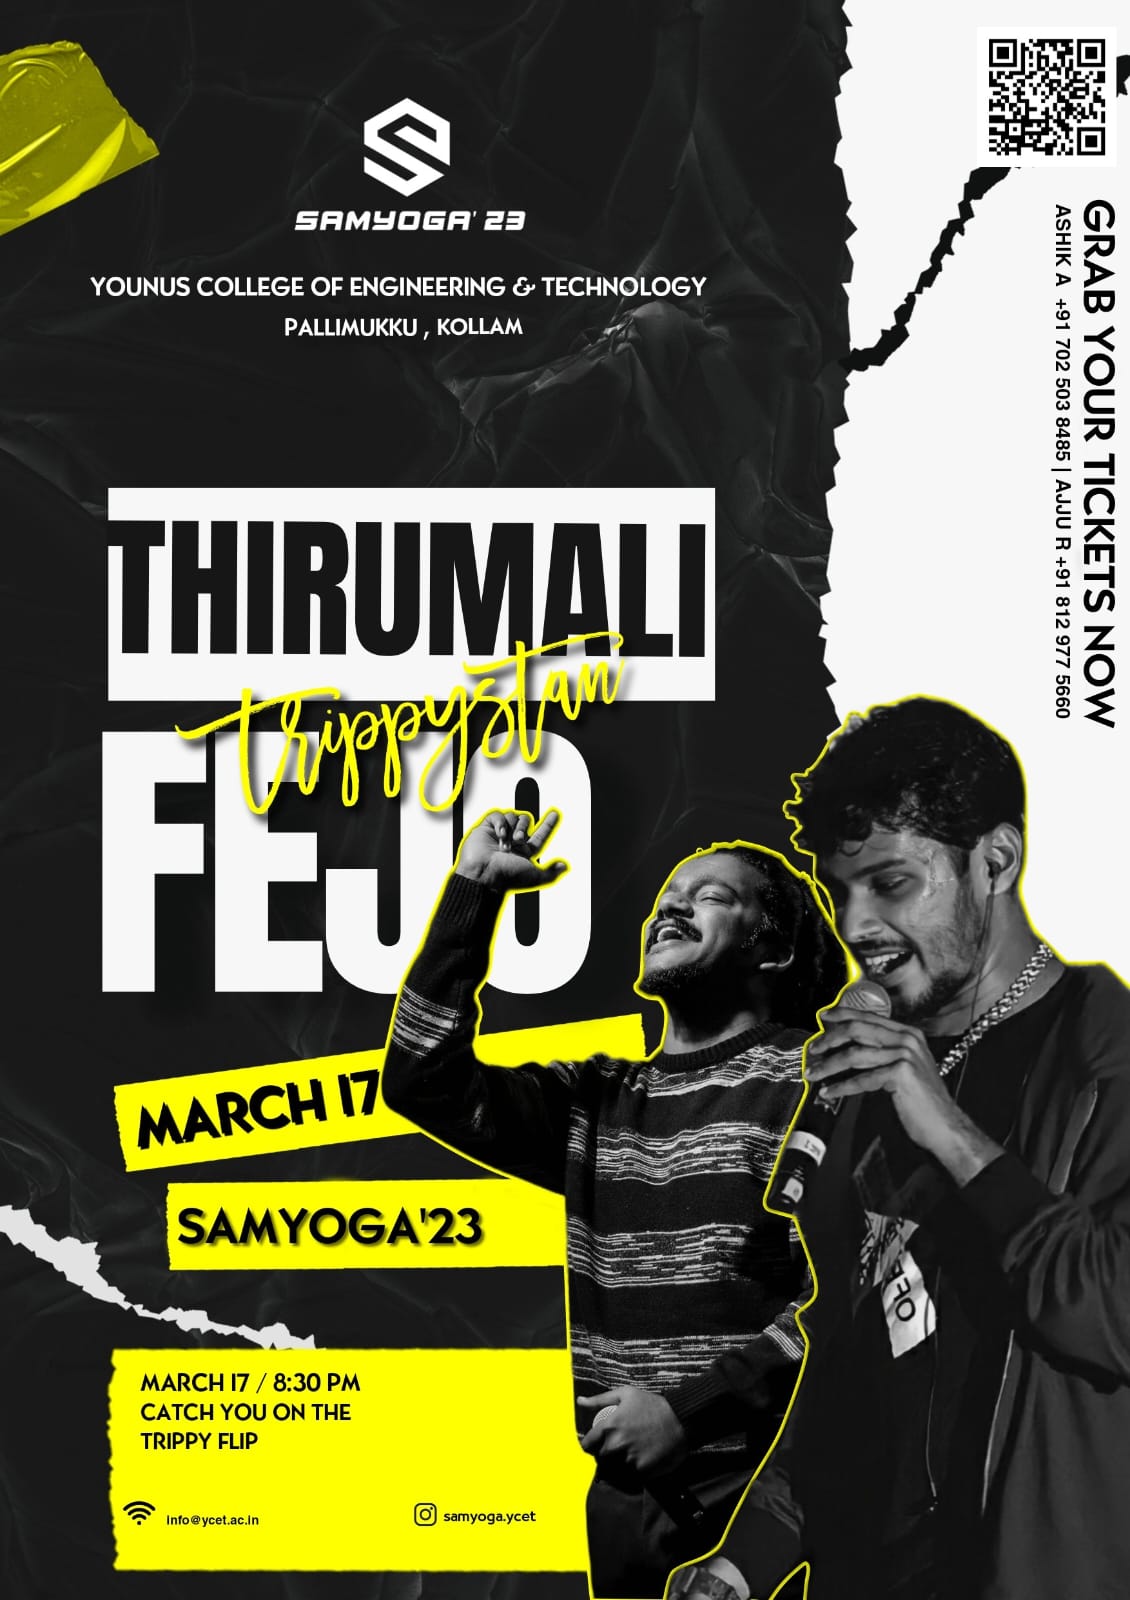 SAMYOGA' 23
YOUNUS COLLEGE OF ENGINEERING & TECHNOLOGY
PALLIMUKKU , KOLLAM
GRAB YOUR TICKETS NOW
ASHIK A +91 702 503 8485 | AJJU R +91 812 977 5660
THIRUMALI
trippystan
FEJO
MARCH 17
SAMYOGA'23
MARCH 17 / 8:30 PM
CATCH YOU ON THE
TRIPPY FLIP
info@ycet.ac.in
samyoga.ycet